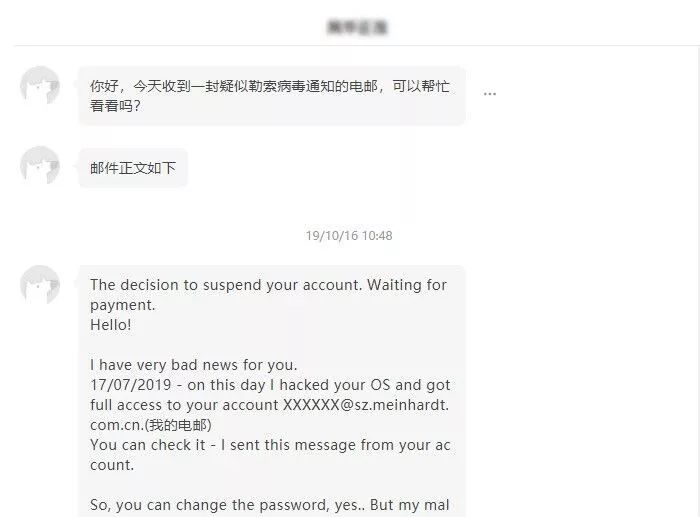 你好，今天收到一封疑似勒索病毒通知的电邮，可以帮忙
看看吗？
邮件正文如下
19/10/16 10:48
The decision to suspend your account. Waiting for
payment.
Hello!
I have very bad news for you.
17/07/2019 - on this day I hacked your OS and got
full access to your account XXXXXX@sz.meinhardt.
com.cn.(我的电邮)
You can check it - I sent this message from your ac
count.
So, you can change the password, yes.. But my mal